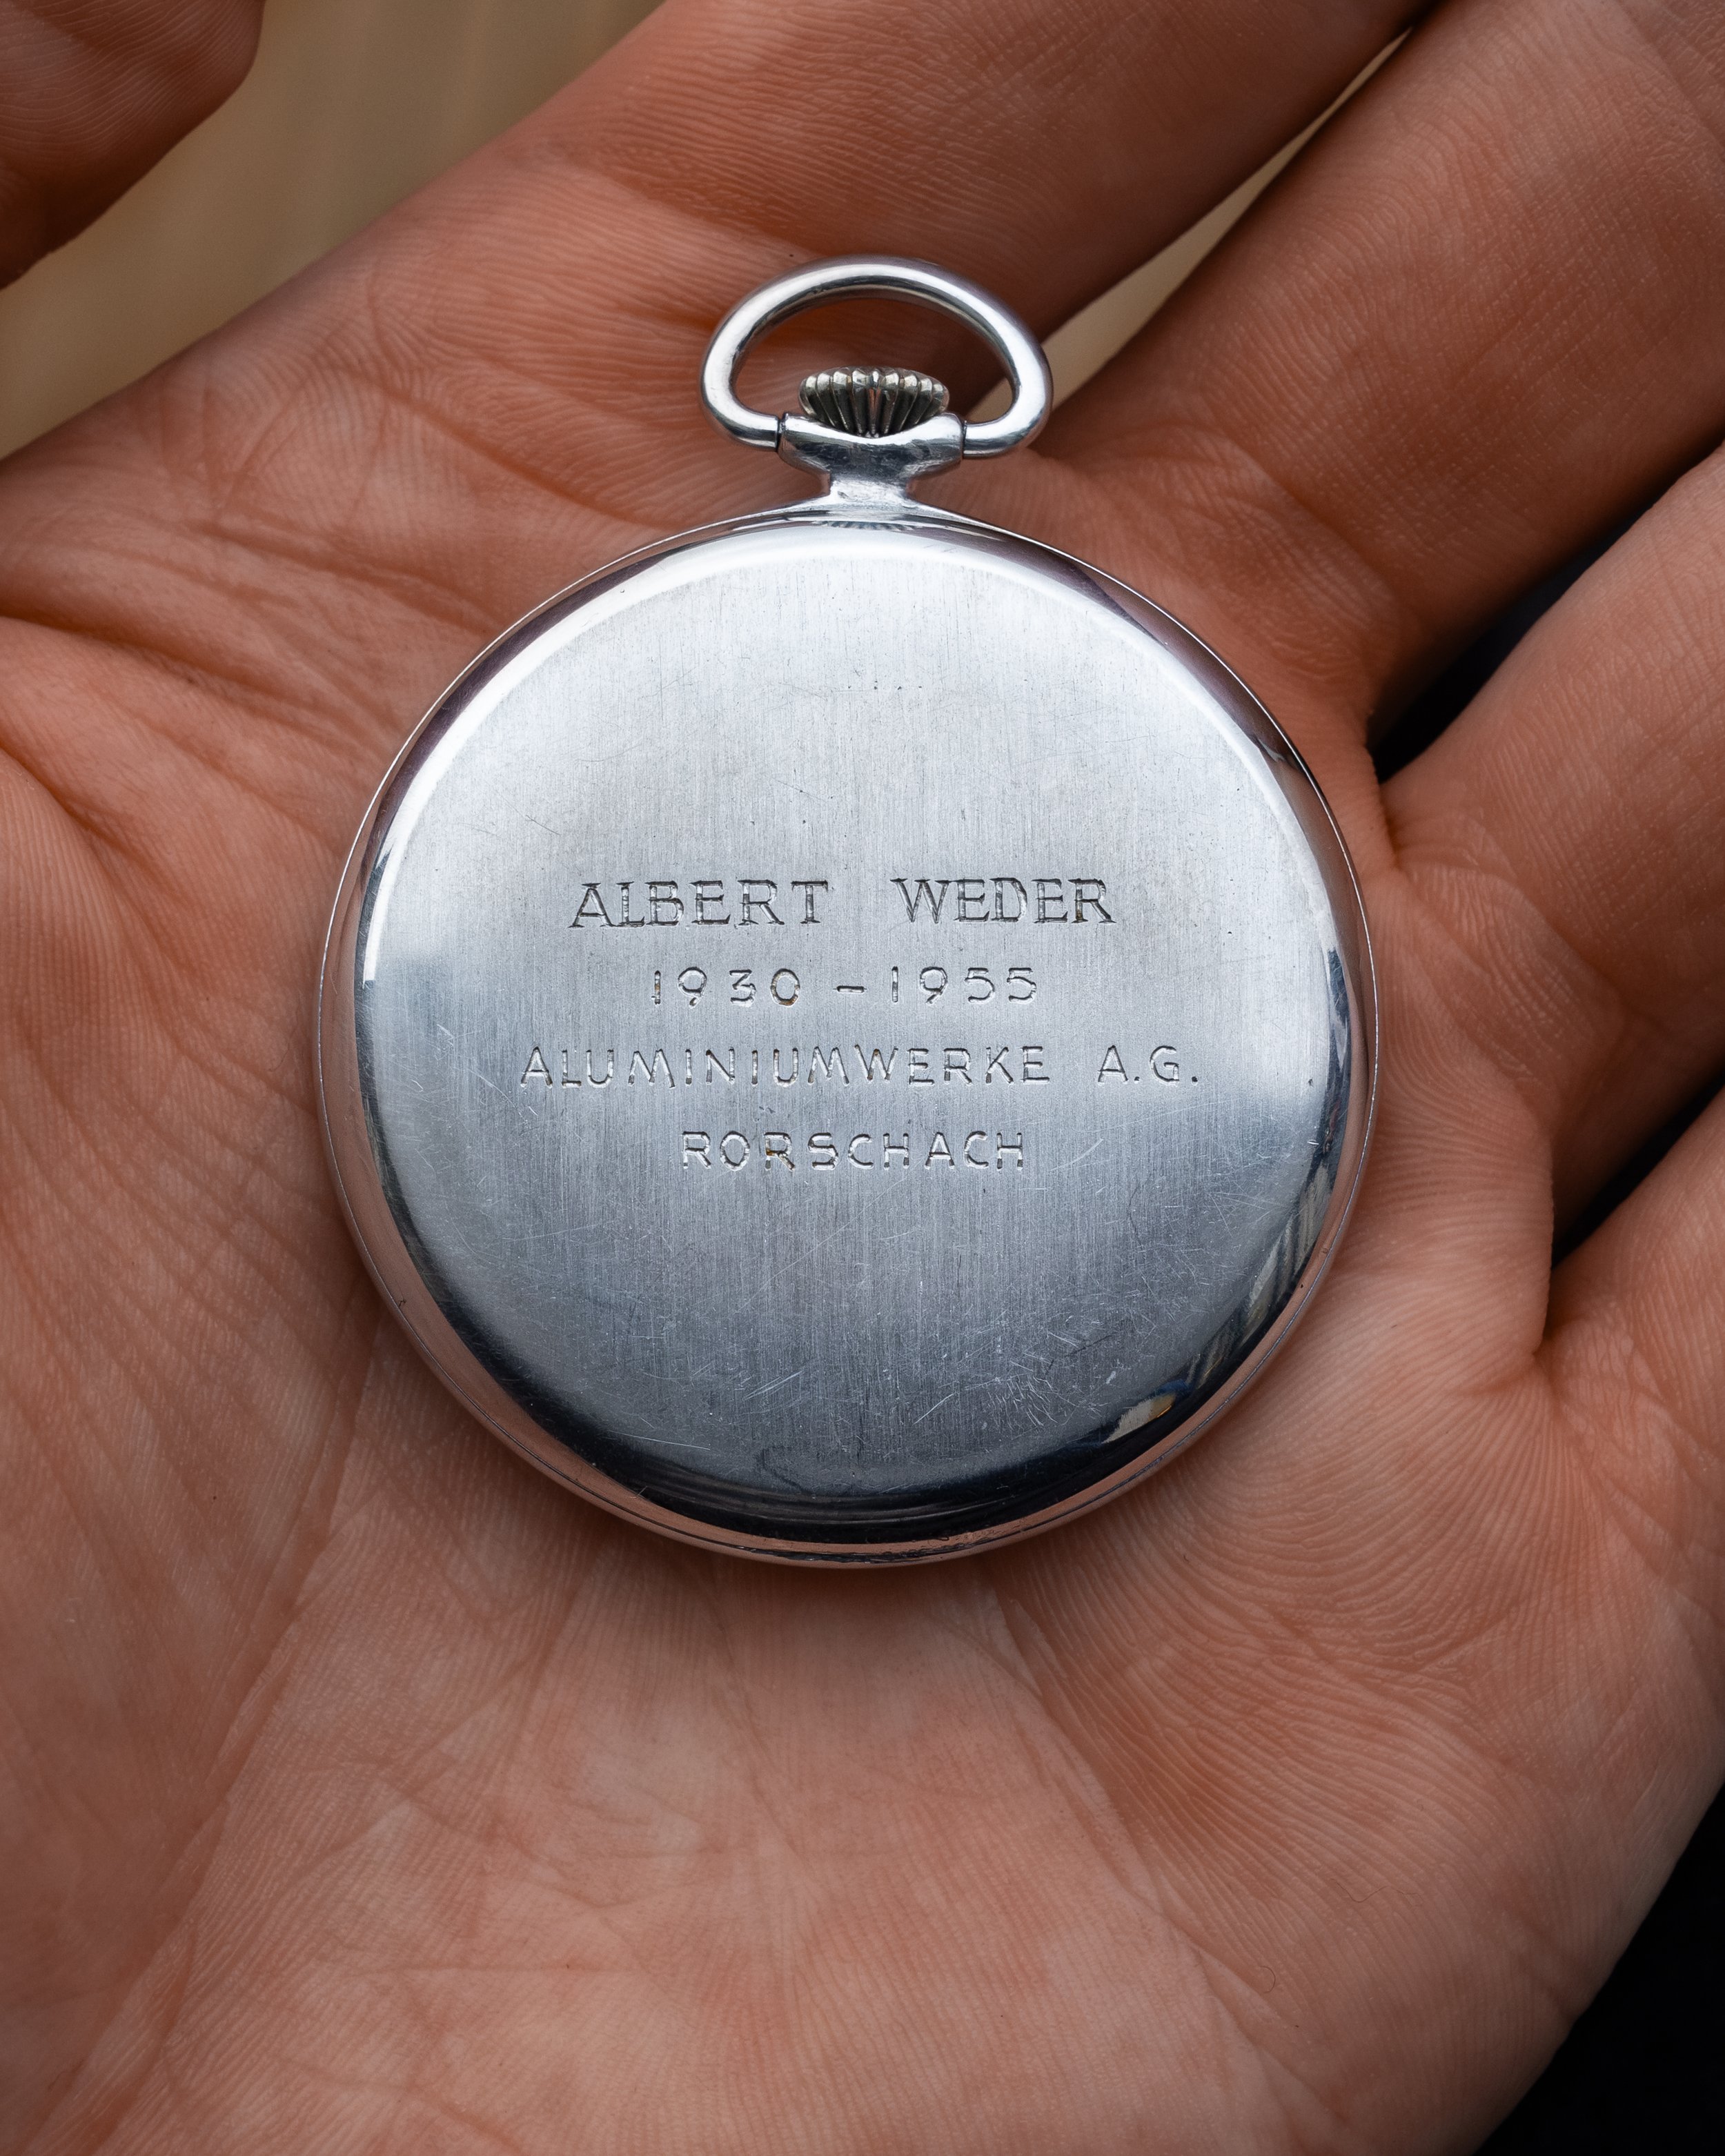 ALBERT WEDER
1930 - 1955
ALUMINIUMWERKE A.G.
RORSCHACH